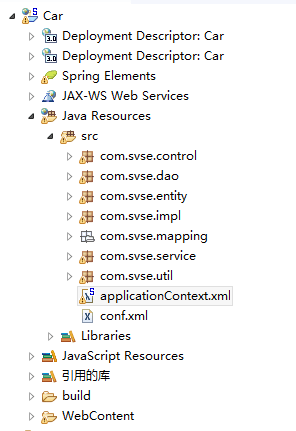 Car
Deployment Descriptor: Car
Deployment Descriptor: Car
Spring Elements
JAX-WS Web Services
Java Resources
src
com.svse.control
com.svse.dao
com.svse.entity
com.svse.impl
com.svse.mapping
com.svse.service
com.svse.util
applicationContext.xml
conf.xml
Libraries
JavaScript Resources
引用的库
build
WebContent